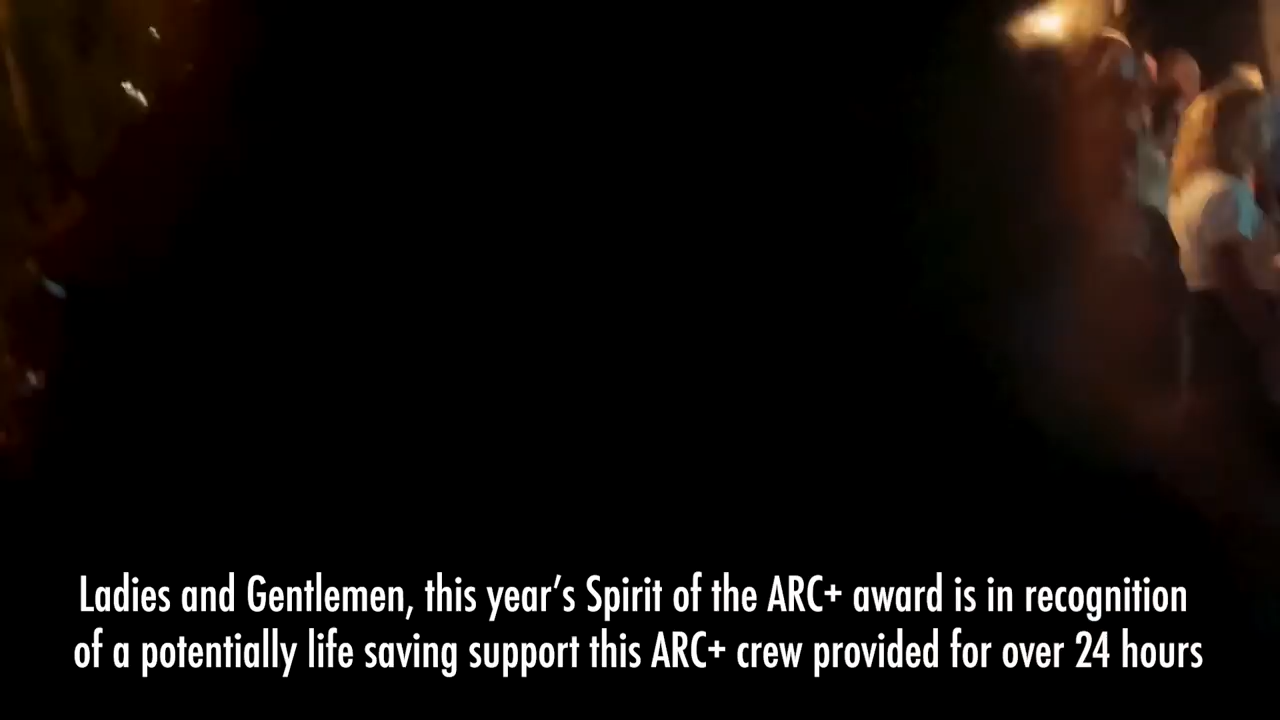 Ladies and Gentlemen, this year’s Spirit of the ARC+ award is in recognition
of a potentially life saving support this ARC+ crew provided for over 24 hours